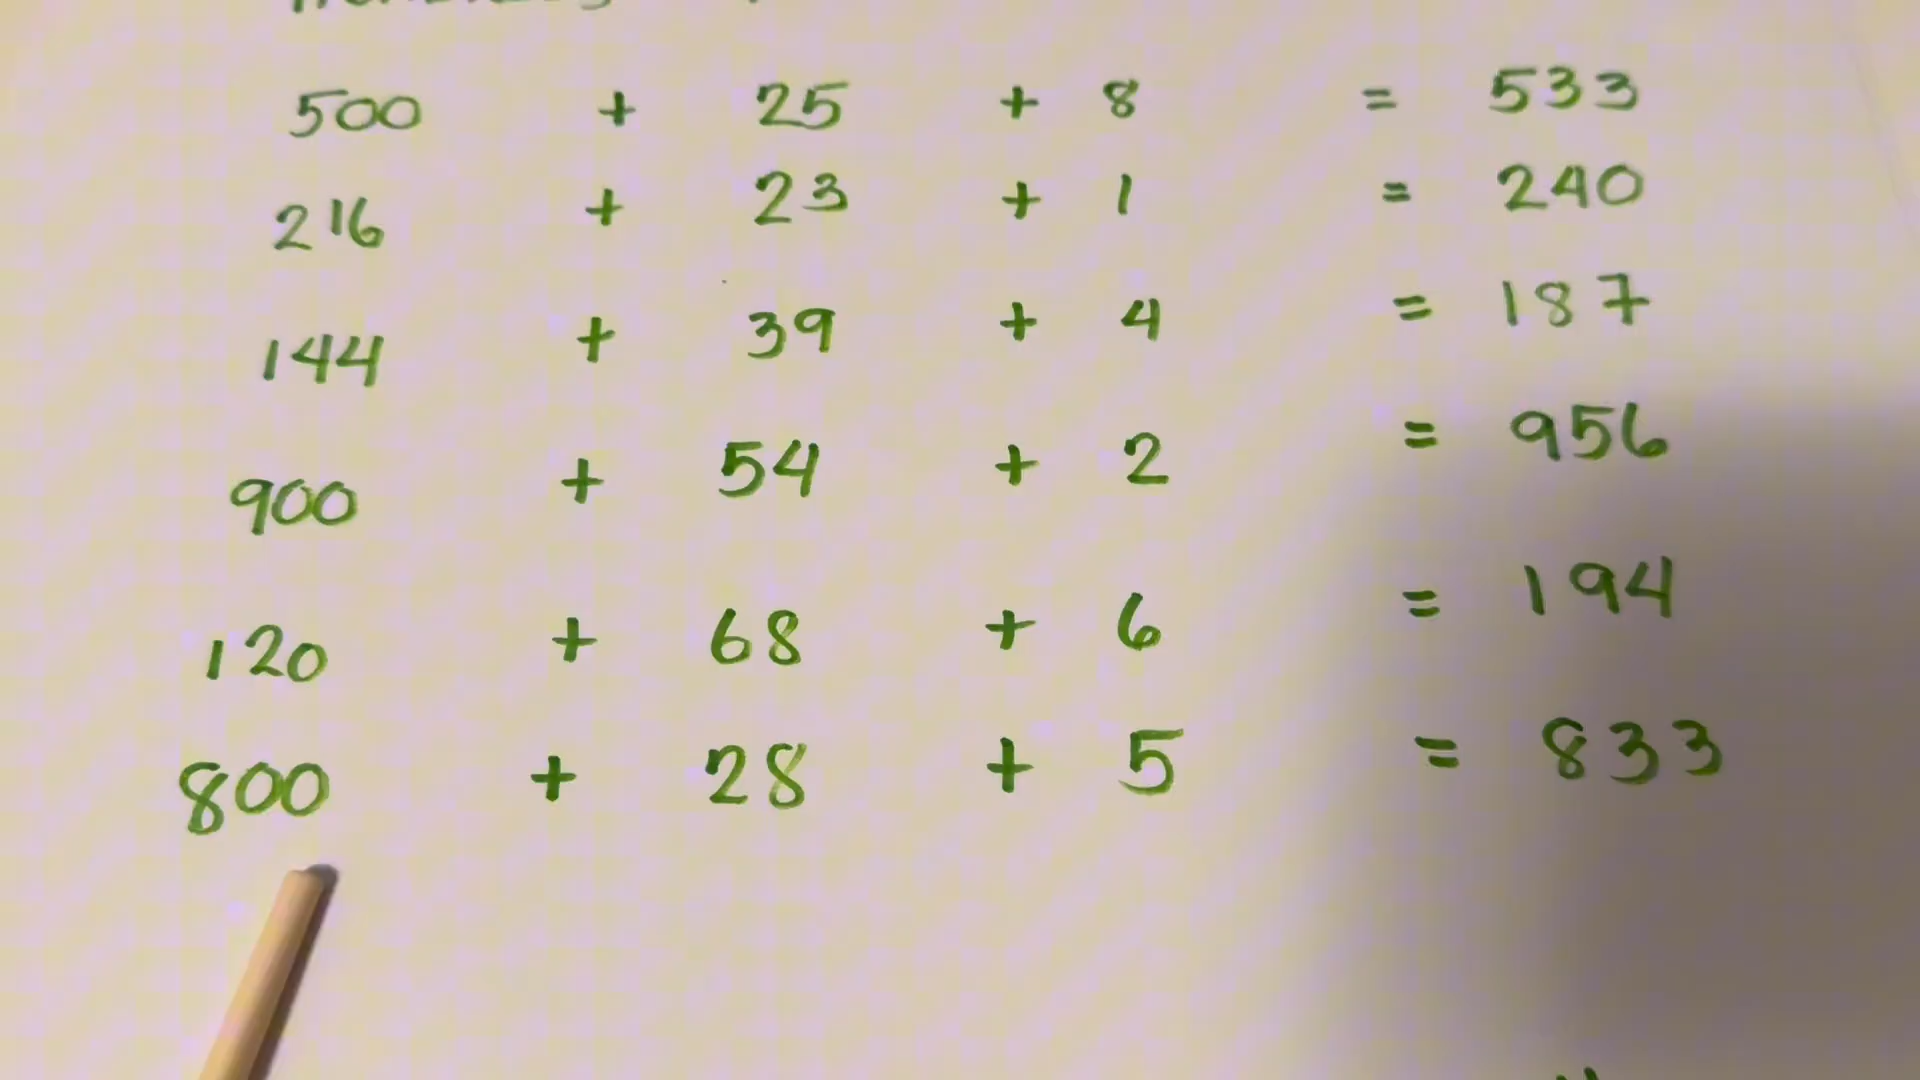 500 + 25 + 8 = 533
216 + 23 + 1 = 240
144 + 39 + 4 = 187
900 + 54 + 2 = 956
120 + 68 + 6 = 194
800 + 28 + 5 = 833